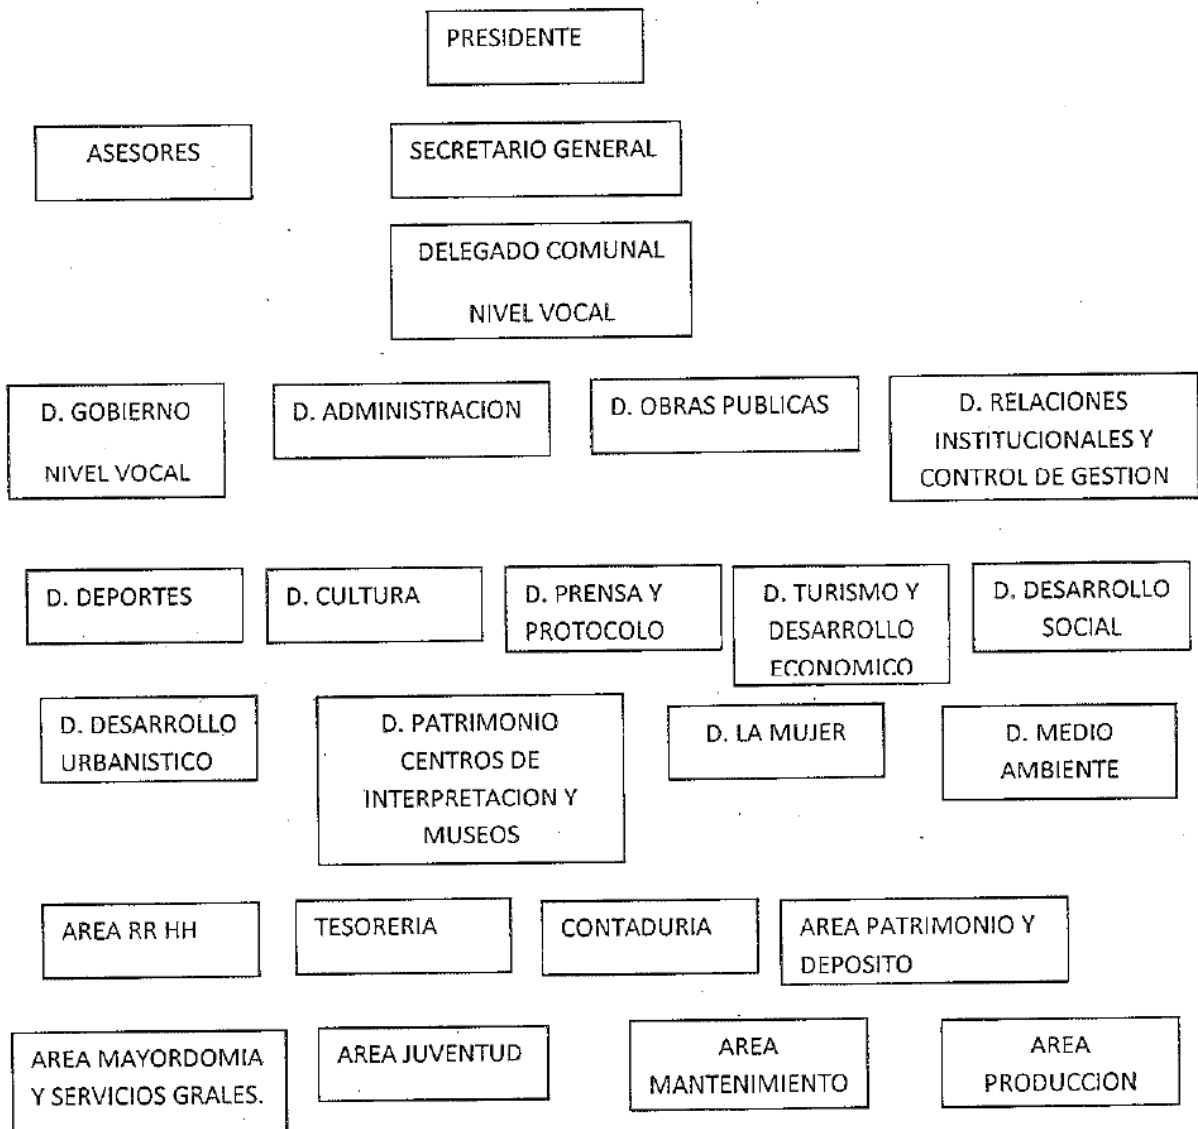 PRESIDENTE
ASESORES
SECRETARIO GENERAL
DELEGADO COMUNAL
NIVEL VOCAL
D. GOBIERNO
NIVEL VOCAL
D. ADMINISTRACION
D. OBRAS PUBLICAS
D. RELACIONES
INSTITUCIONALES Y
CONTROL DE GESTION
D. DEPORTES
D. CULTURA
D. PRENSA Y
PROTOCOLO
D. TURISMO Y
DESARROLLO
ECONOMICO
D. DESARROLLO
SOCIAL
D. DESARROLLO
URBANISTICO
D. PATRIMONIO
CENTROS DE
INTERPRETACION Y
MUSEOS
D. LA MUJER
D. MEDIO
AMBIENTE
AREA RR HH
TESORERIA
CONTADURIA
AREA PATRIMONIO Y
DEPOSITO
AREA MAYORDOMIA
Y SERVICIOS GRALES.
AREA JUVENTUD
AREA
MANTENIMIENTO
AREA
PRODUCCION